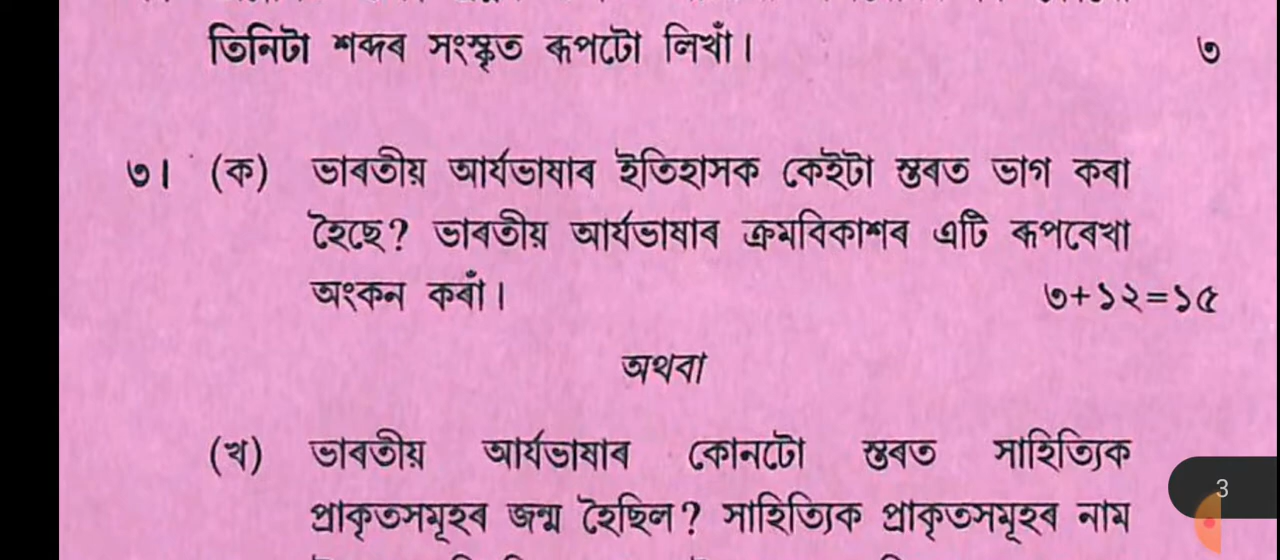 তিনিটা শব্দৰ সংস্কৃত ৰূপটো লিখাঁ। ৩
৩। (ক) ভাৰতীয় আৰ্যভাষাৰ ইতিহাসক কেইটা স্তৰত ভাগ কৰা
হৈছে? ভাৰতীয় আৰ্যভাষাৰ ক্ৰমবিকাশৰ এটি ৰূপৰেখা
অংকন কৰাঁ। ৩+১২=১৫
অথবা
(খ) ভাৰতীয় আৰ্যভাষাৰ কোনটো স্তৰত সাহিত্যিক
3
প্ৰাকৃতসমূহৰ জন্ম হৈছিল? সাহিত্যিক প্ৰাকৃতসমূহৰ নাম